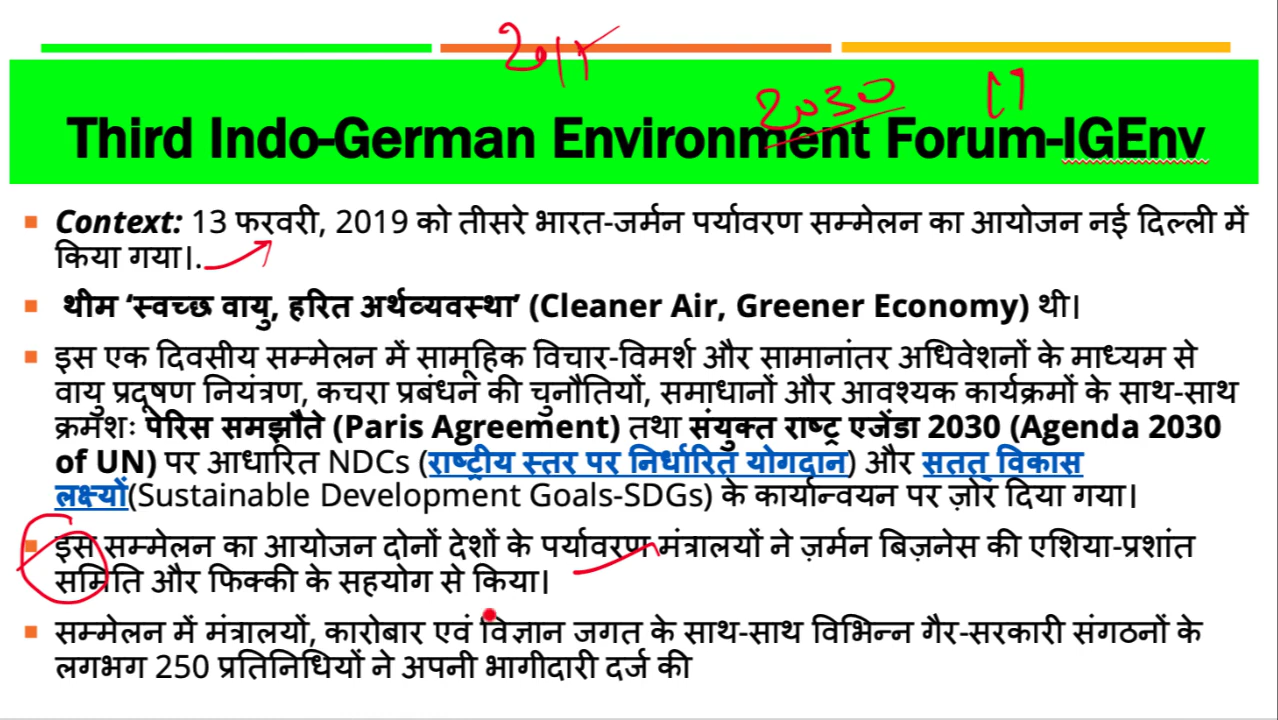 2030
Third Indo-German Environment Forum-IGEnv
Context: 13 फरवरी, 2019 को तीसरे भारत-जर्मन पर्यावरण सम्मेलन का आयोजन नई दिल्ली में
किया गया।.
थीम ‘स्वच्छ वायु, हरित अर्थव्यवस्था’ (Cleaner Air, Greener Economy) थी।
इस एक दिवसीय सम्मेलन में सामूहिक विचार-विमर्श और सामानांतर अधिवेशनों के माध्यम से
वायु प्रदूषण नियंत्रण, कचरा प्रबंधन की चुनौतियों, समाधानों और आवश्यक कार्यक्रमों के साथ-साथ
क्रमशः पेरिस समझौते (Paris Agreement) तथा संयुक्त राष्ट्र एजेंडा 2030 (Agenda 2030
of UN) पर आधारित NDCs (राष्ट्रीय स्तर पर निर्धारित योगदान) और सतत् विकास
लक्ष्यों(Sustainable Development Goals-SDGs) के कार्यान्वयन पर ज़ोर दिया गया।
इस सम्मेलन का आयोजन दोनों देशों के पर्यावरण मंत्रालयों ने ज़र्मन बिज़नेस की एशिया-प्रशांत
समिति और फिक्की के सहयोग से किया।
सम्मेलन में मंत्रालयों, कारोबार एवं विज्ञान जगत के साथ-साथ विभिन्न गैर-सरकारी संगठनों के
लगभग 250 प्रतिनिधियों ने अपनी भागीदारी दर्ज की